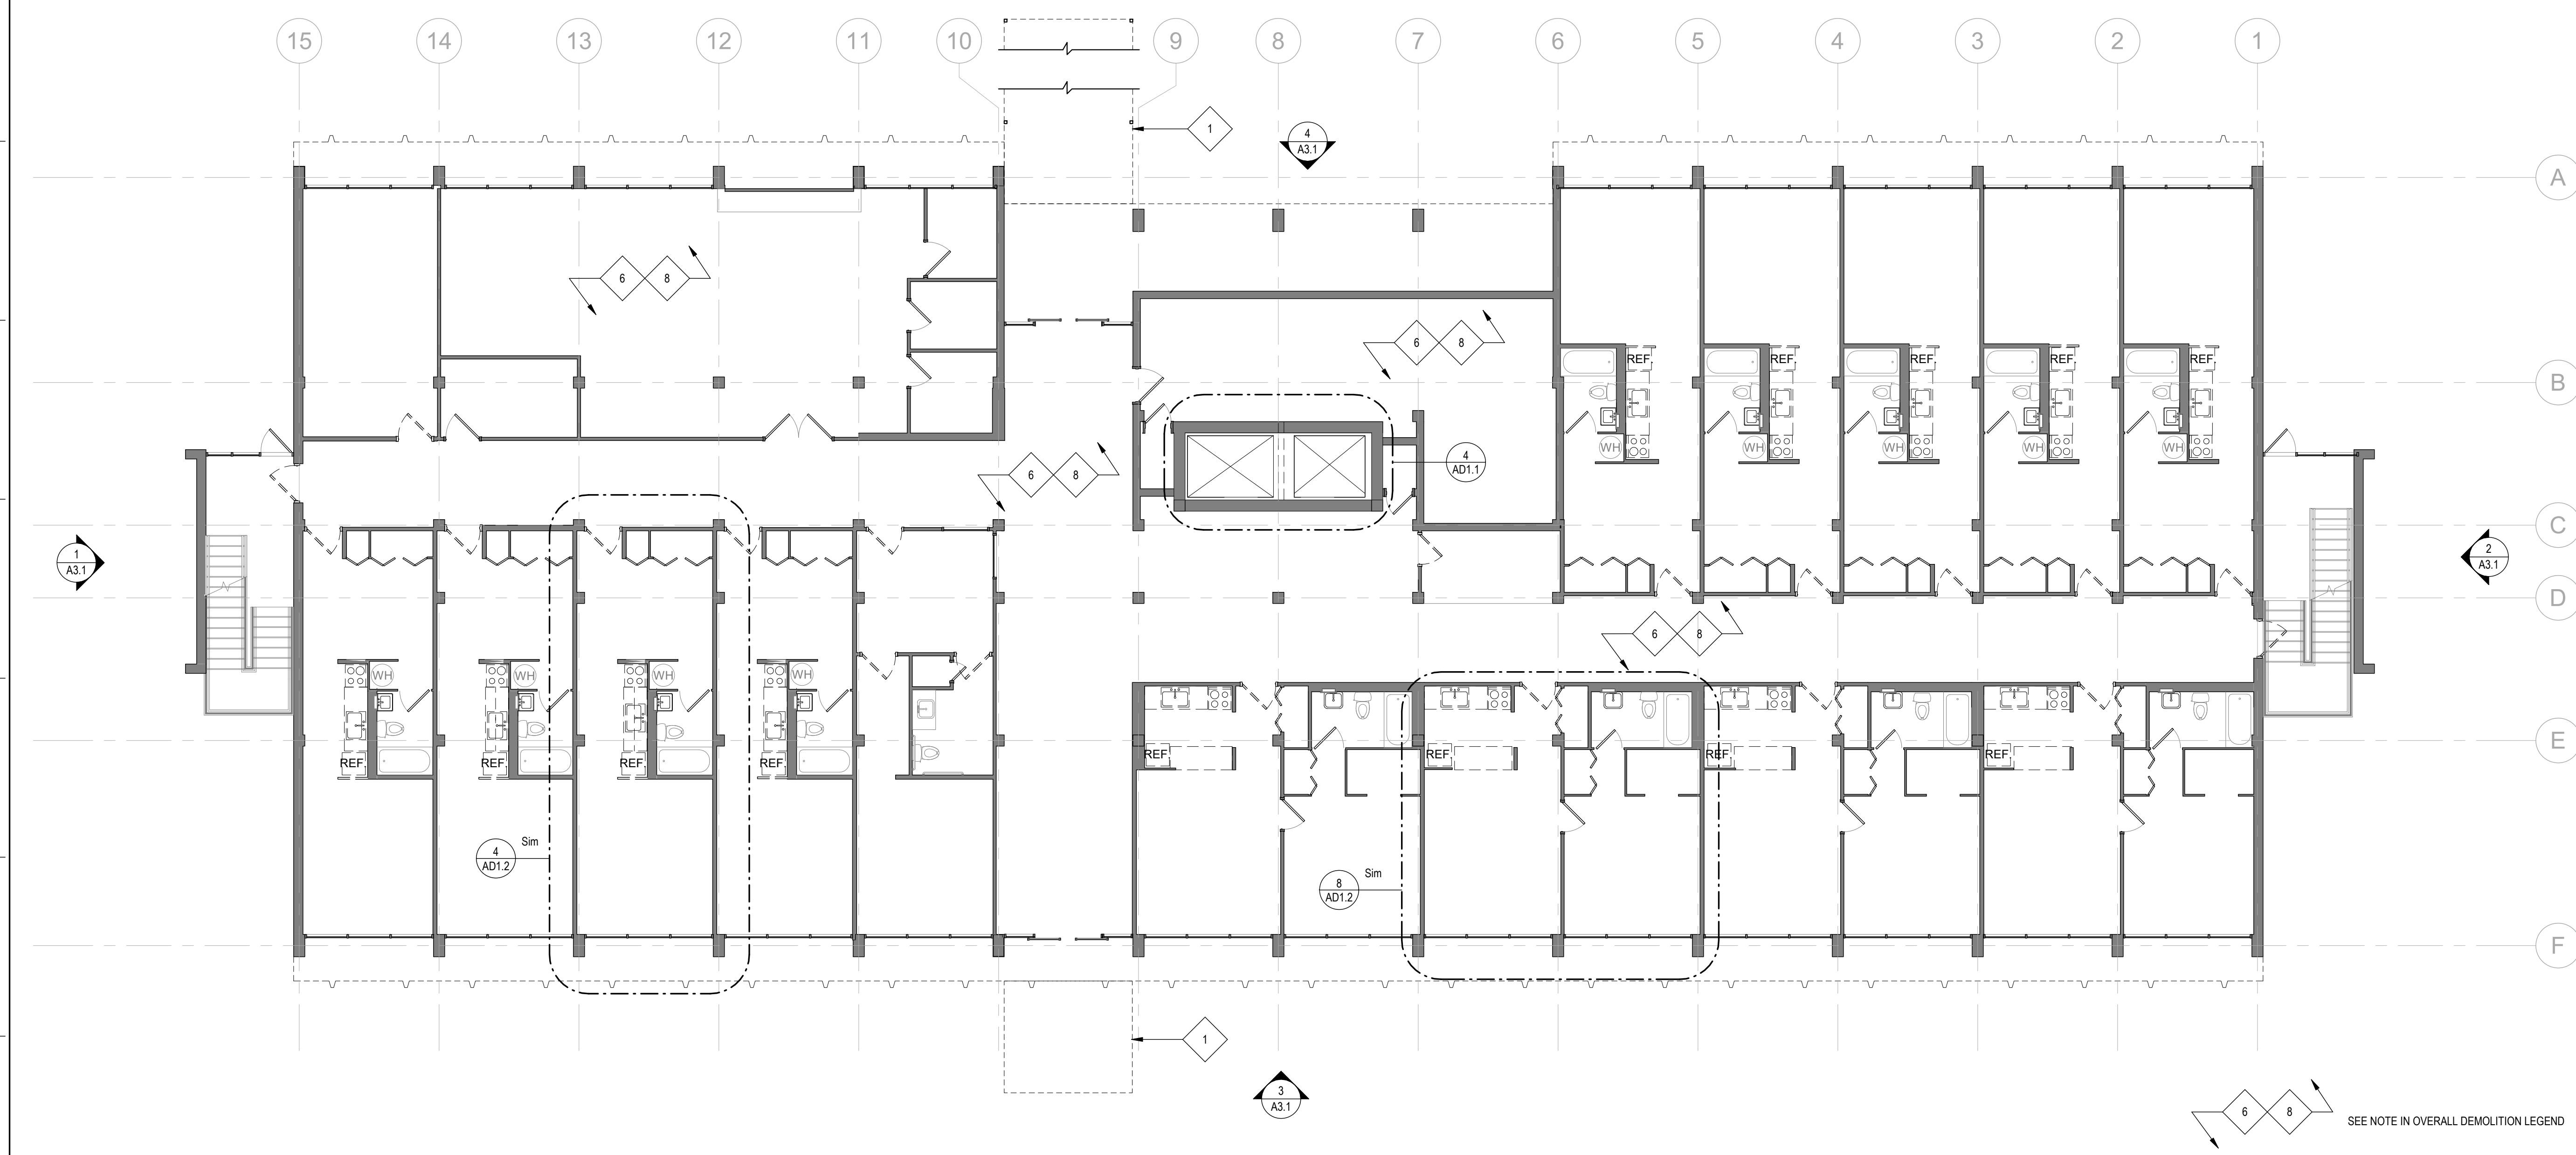 15 14 13 12 11 10 9 8 7 6 5 4 3 2 1
1
4
A3.1
A
6 8
6 8
REF. REF. REF. REF. REF.
B
WH WH WH WH WH
4
AD1.1
6 8
C
1
A3.1
2
A3.1
D
6 8
WH WH WH WH
E
REF. REF. REF. REF. REF. REF. REF. REF.
Sim
4
AD1.2
Sim
8
AD1.2
F
1
3
A3.1
6 8
SEE NOTE IN OVERALL DEMOLITION LEGEND